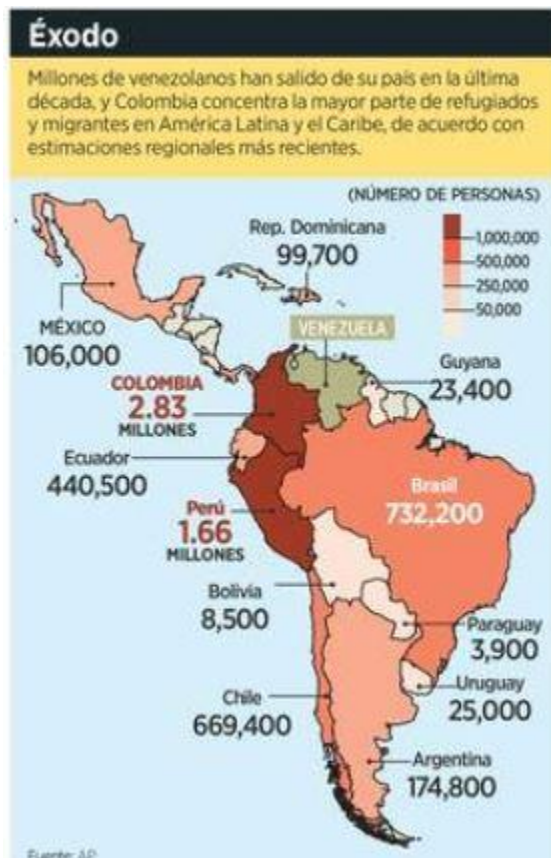 Éxodo
Millones de venezolanos han salido de su país en la última
década, y Colombia concentra la mayor parte de refugiados
y migrantes en América Latina y el Caribe, de acuerdo con
estimaciones regionales más recientes.
(NÚMERO DE PERSONAS)
1,000,000
500,000
250,000
50,000
Rep. Dominicana
99,700
VENEZUELA
MÉXICO
106,000
Guyana
23,400
COLOMBIA
2.83
MILLONES
Ecuador
440,500
Brasil
732,200
Perú
1.66
MILLONES
Bolivia
8,500
Paraguay
3,900
Uruguay
25,000
Chile
669,400
Argentina
174,800
Fuente: AP